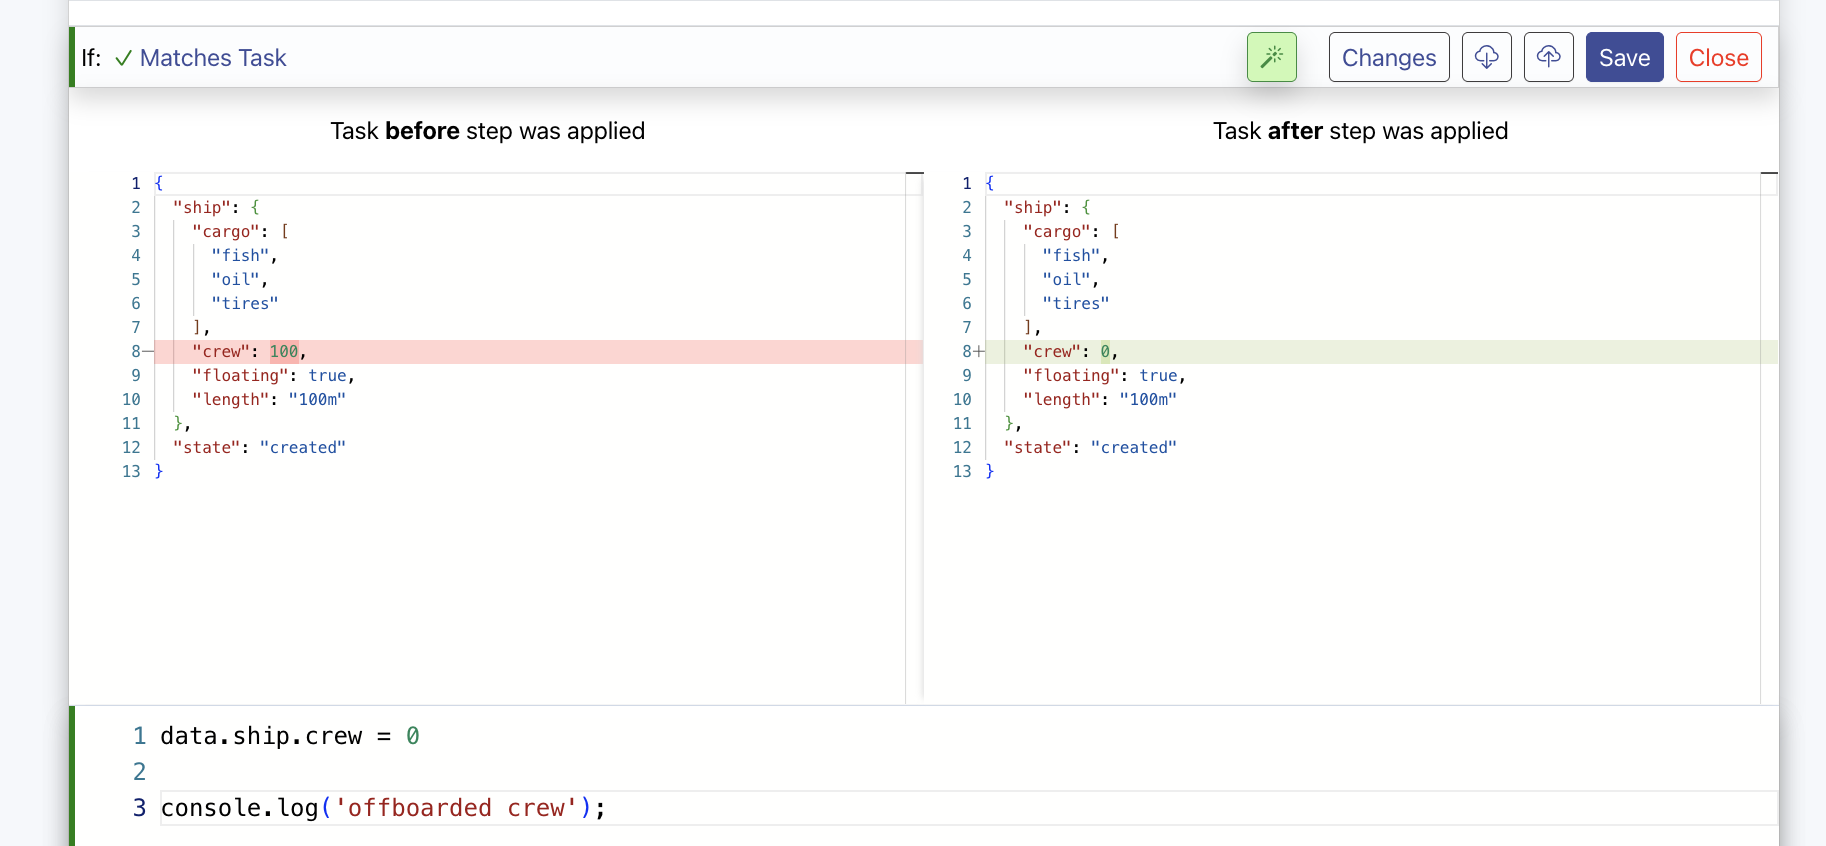 If: ✓ Matches Task
Changes
Save
Close
Task before step was applied
1 {
2 "ship": {
3 "cargo": [
4 "fish",
5 "oil",
6 "tires"
7 ],
8— "crew": 100,
9 "floating": true,
10 "length": "100m"
11 },
12 "state": "created"
13 }
Task after step was applied
1 {
2 "ship": {
3 "cargo": [
4 "fish",
5 "oil",
6 "tires"
7 ],
8+ "crew": 0,
9 "floating": true,
10 "length": "100m"
11 },
12 "state": "created"
13 }
1 data.ship.crew = 0
2
3 console.log('offboarded crew');